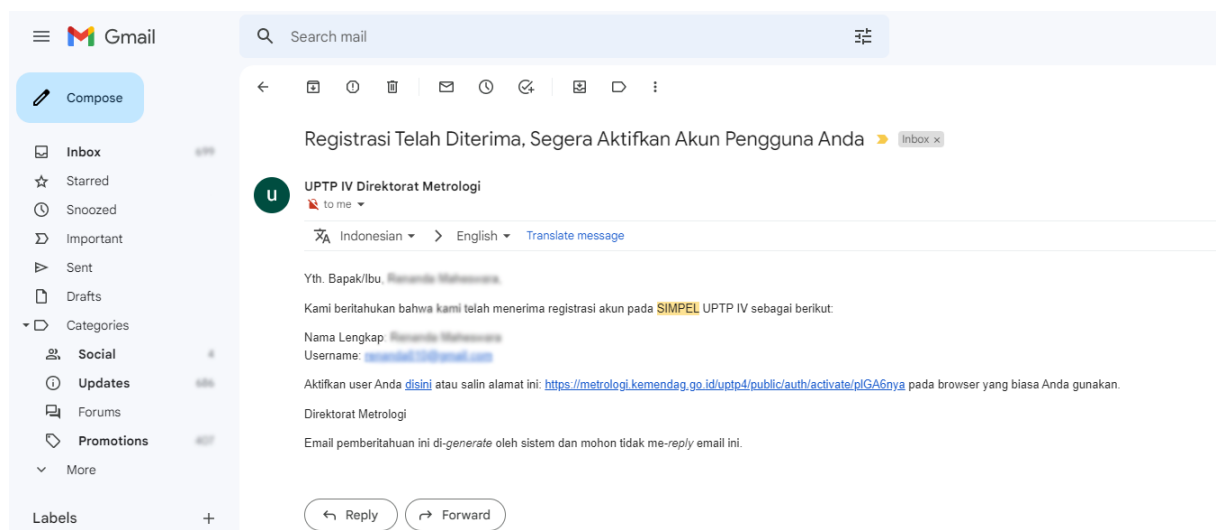 Gmail
Search mail
Compose
Inbox
Starred
Snoozed
Important
Sent
Drafts
Categories
Social
Updates
Forums
Promotions
More
Labels
Registrasi Telah Diterima, Segera Aktifkan Akun Pengguna Anda Inbox x
u
UPTP IV Direktorat Metrologi
to me
Indonesian > English Translate message
Yth. Bapak/Ibu,
Kami beritahukan bahwa kami telah menerima registrasi akun pada SIMPEL UPTP IV sebagai berikut:
Nama Lengkap:
Username:
Aktifkan user Anda disini atau salin alamat ini: https://metrologi.kemendag.go.id/uptp4/public/auth/activate/plGA6nya pada browser yang biasa Anda gunakan.
Direktorat Metrologi
Email pemberitahuan ini di-generate oleh sistem dan mohon tidak me-reply email ini.
Reply Forward